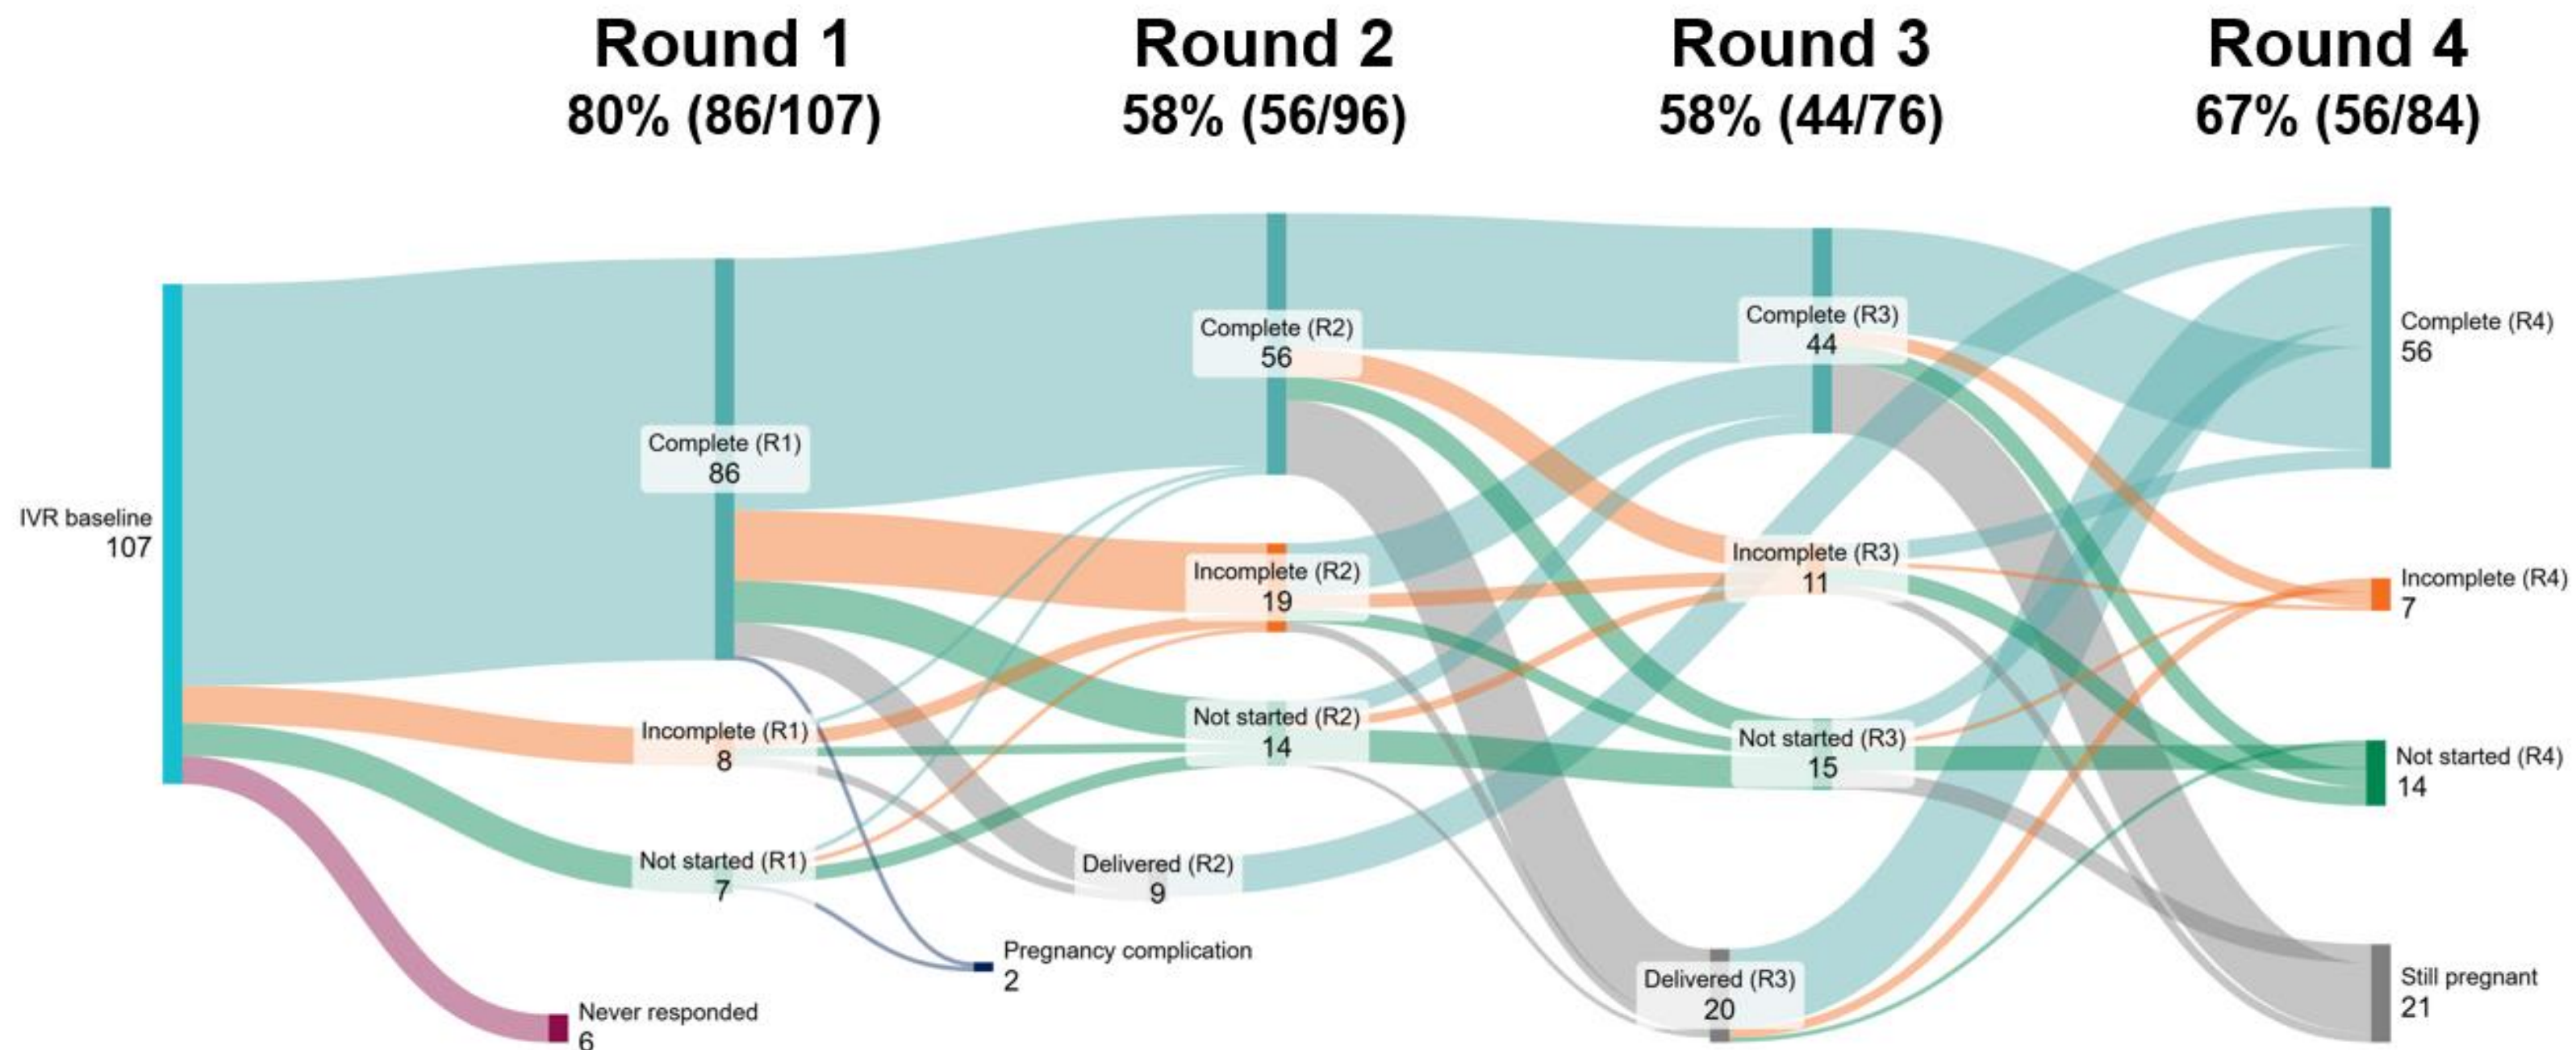 Round 1
80% (86/107)
Round 2
58% (56/96)
Round 3
58% (44/76)
Round 4
67% (56/84)
IVR baseline
107
Complete (R1)
86
Incomplete (R1)
8
Not started (R1)
7
Never responded
6
Complete (R2)
56
Incomplete (R2)
19
Not started (R2)
14
Delivered (R2)
9
Pregnancy complication
2
Complete (R3)
44
Incomplete (R3)
11
Not started (R3)
15
Delivered (R3)
20
Complete (R4)
56
Incomplete (R4)
7
Not started (R4)
14
Still pregnant
21